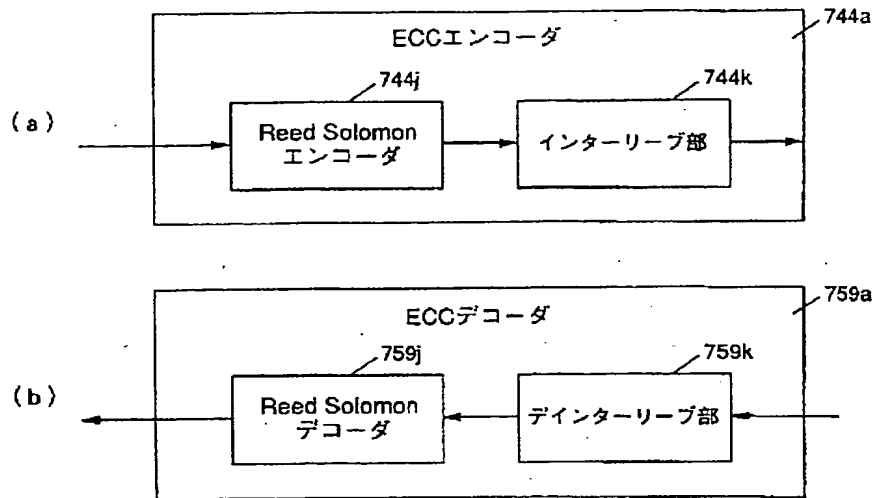 ECCエンコーダ
744a
744j
744k
(a)
Reed Solomon
エンコーダ
インターリーブ部
ECCデコーダ
759a
759j
759k
(b)
Reed Solomon
デコーダ
デインターリーブ部